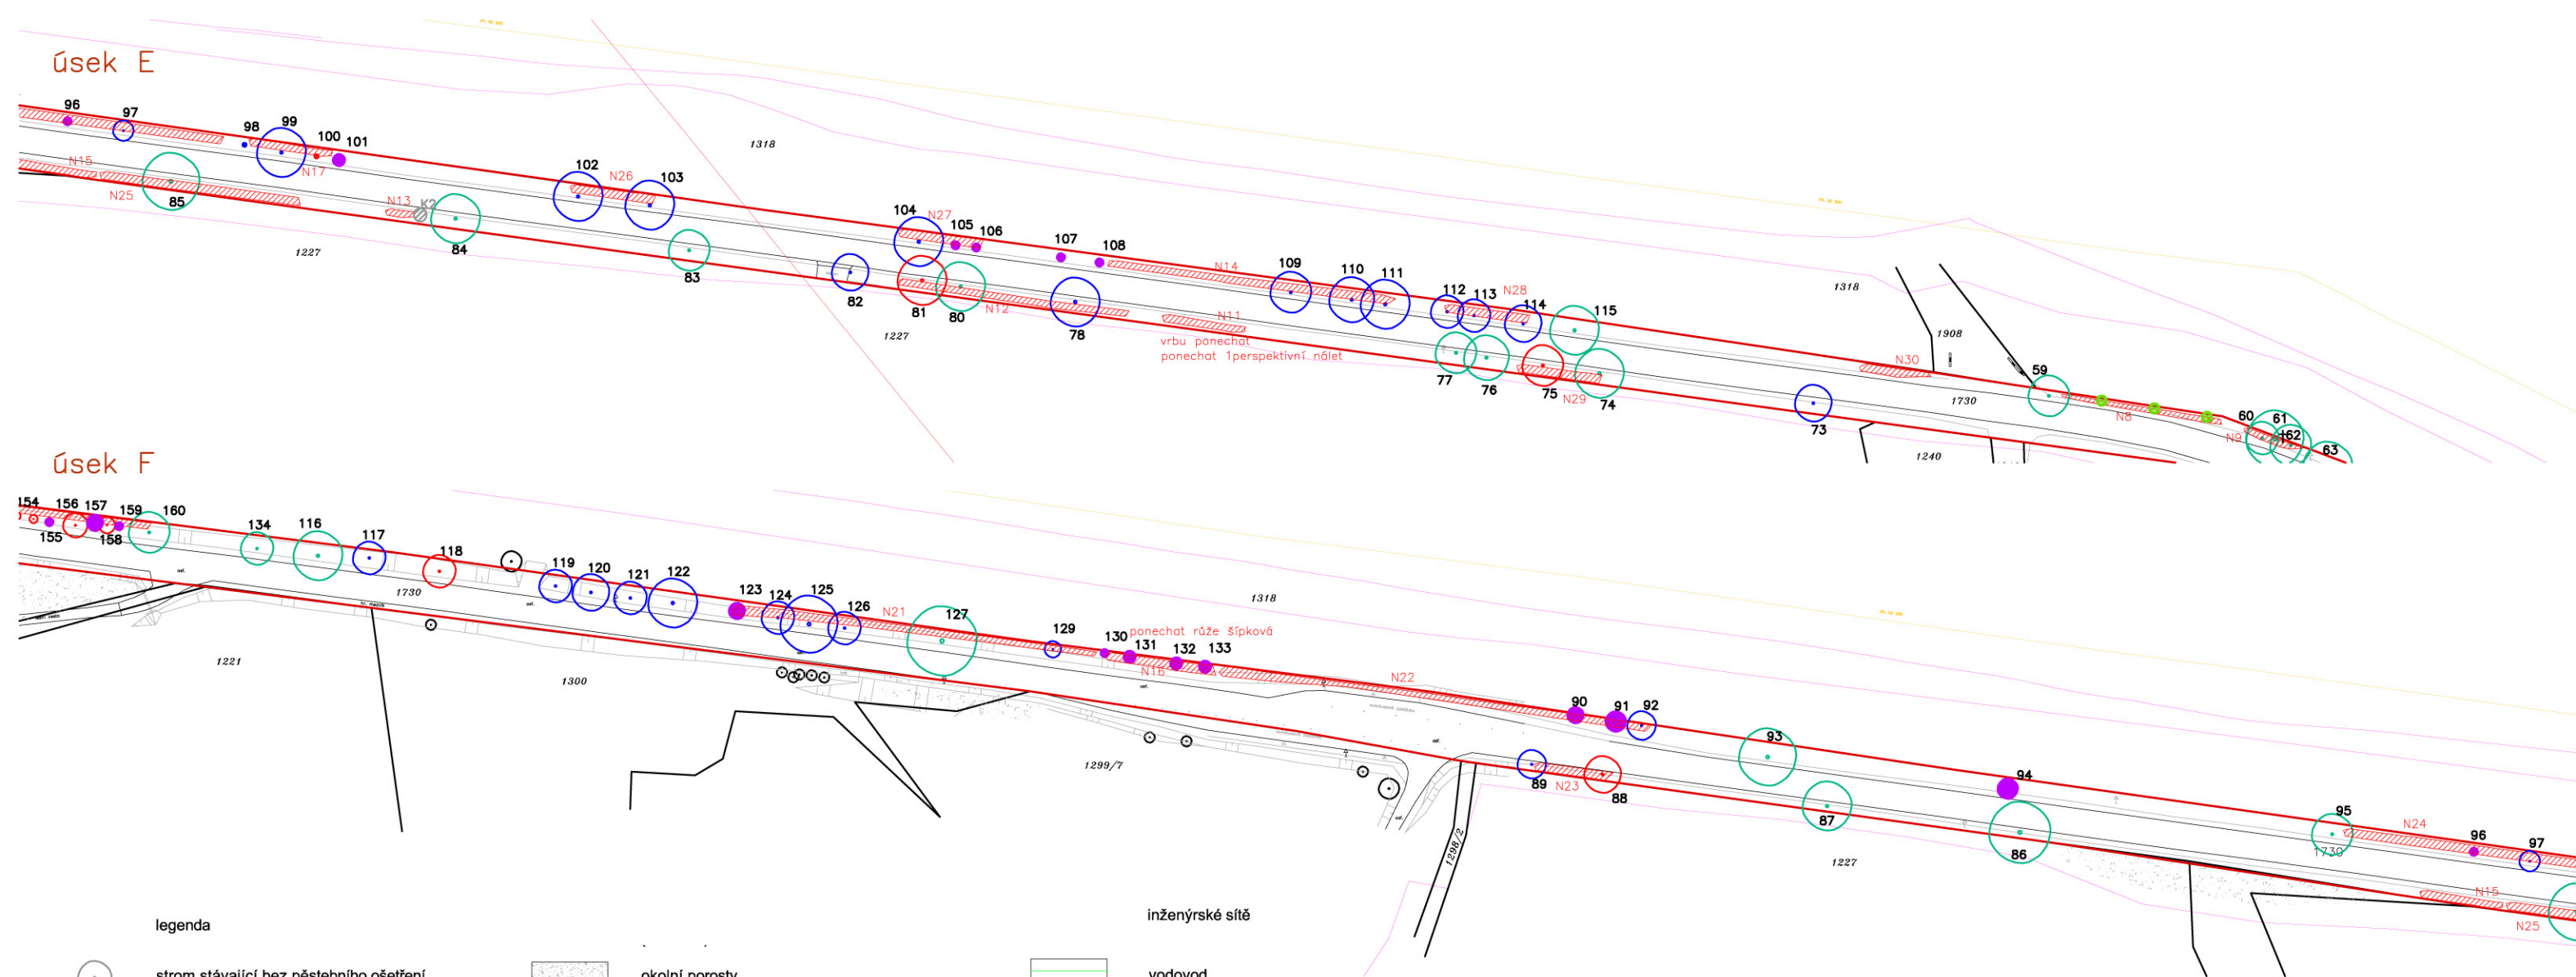 úsek E
96 97 98 99 100 101
N17
1318
N15
N25
85
N13 K2
84
1227
102 N26 103
83
104 N27 105 106
107 108
82
81 80 N12
1227
78
N14
N11
vrbu ponechat
ponechat 1perspektivní nálet
109 110 111
112 113 N28 114
115
77 76 75 N29 74
1318
1908
N30
73
1730
1240
59
N8
60 61
N9 62
63
úsek F
154 156 157 159 160
155 158
134 116 117 118
1730
119 120 121 122
123 124 125 126
N21
127
129
ponechat růže šípková
130 131 132 133
N16
1318
N22
90 91 92
1221
1300
1299/7
89 N23 88
1298/2
93
87
94
86
1227
95
1730
N24
96 97
N15
N25
legenda
inženýrské sítě
strom stávající bez pěstebního ošetření
okolní porosty
vodovod